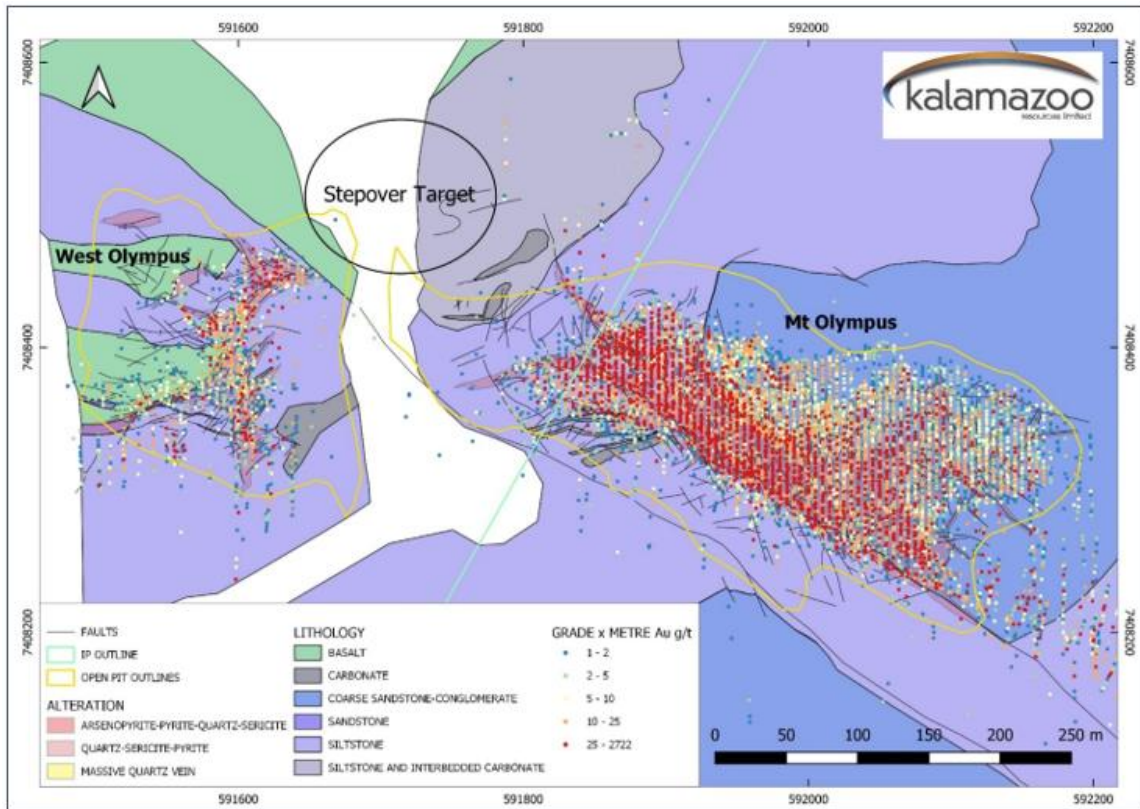 591600
591800
592000
592200
7408600
7408600
kalamazoo
resources limited
Stepover Target
West Olympus
Mt Olympus
7408400
7408400
7408200
7408200
FAULTS
IP OUTLINE
OPEN PIT OUTLINES
ALTERATION
ARSENOPYRITE-PYRITE-QUARTZ-SERICITE
QUARTZ-SERICITE-PYRITE
MASSIVE QUARTZ VEIN
LITHOLOGY
BASALT
CARBONATE
COARSE SANDSTONE-CONGLOMERATE
SANDSTONE
SILTSTONE
SILTSTONE AND INTERBEDDED CARBONATE
GRADE x METRE Au g/t
1 - 2
2 - 5
5 - 10
10 - 25
25 - 2722
0 50 100 150 200 250 m
591600
591800
592000
592200